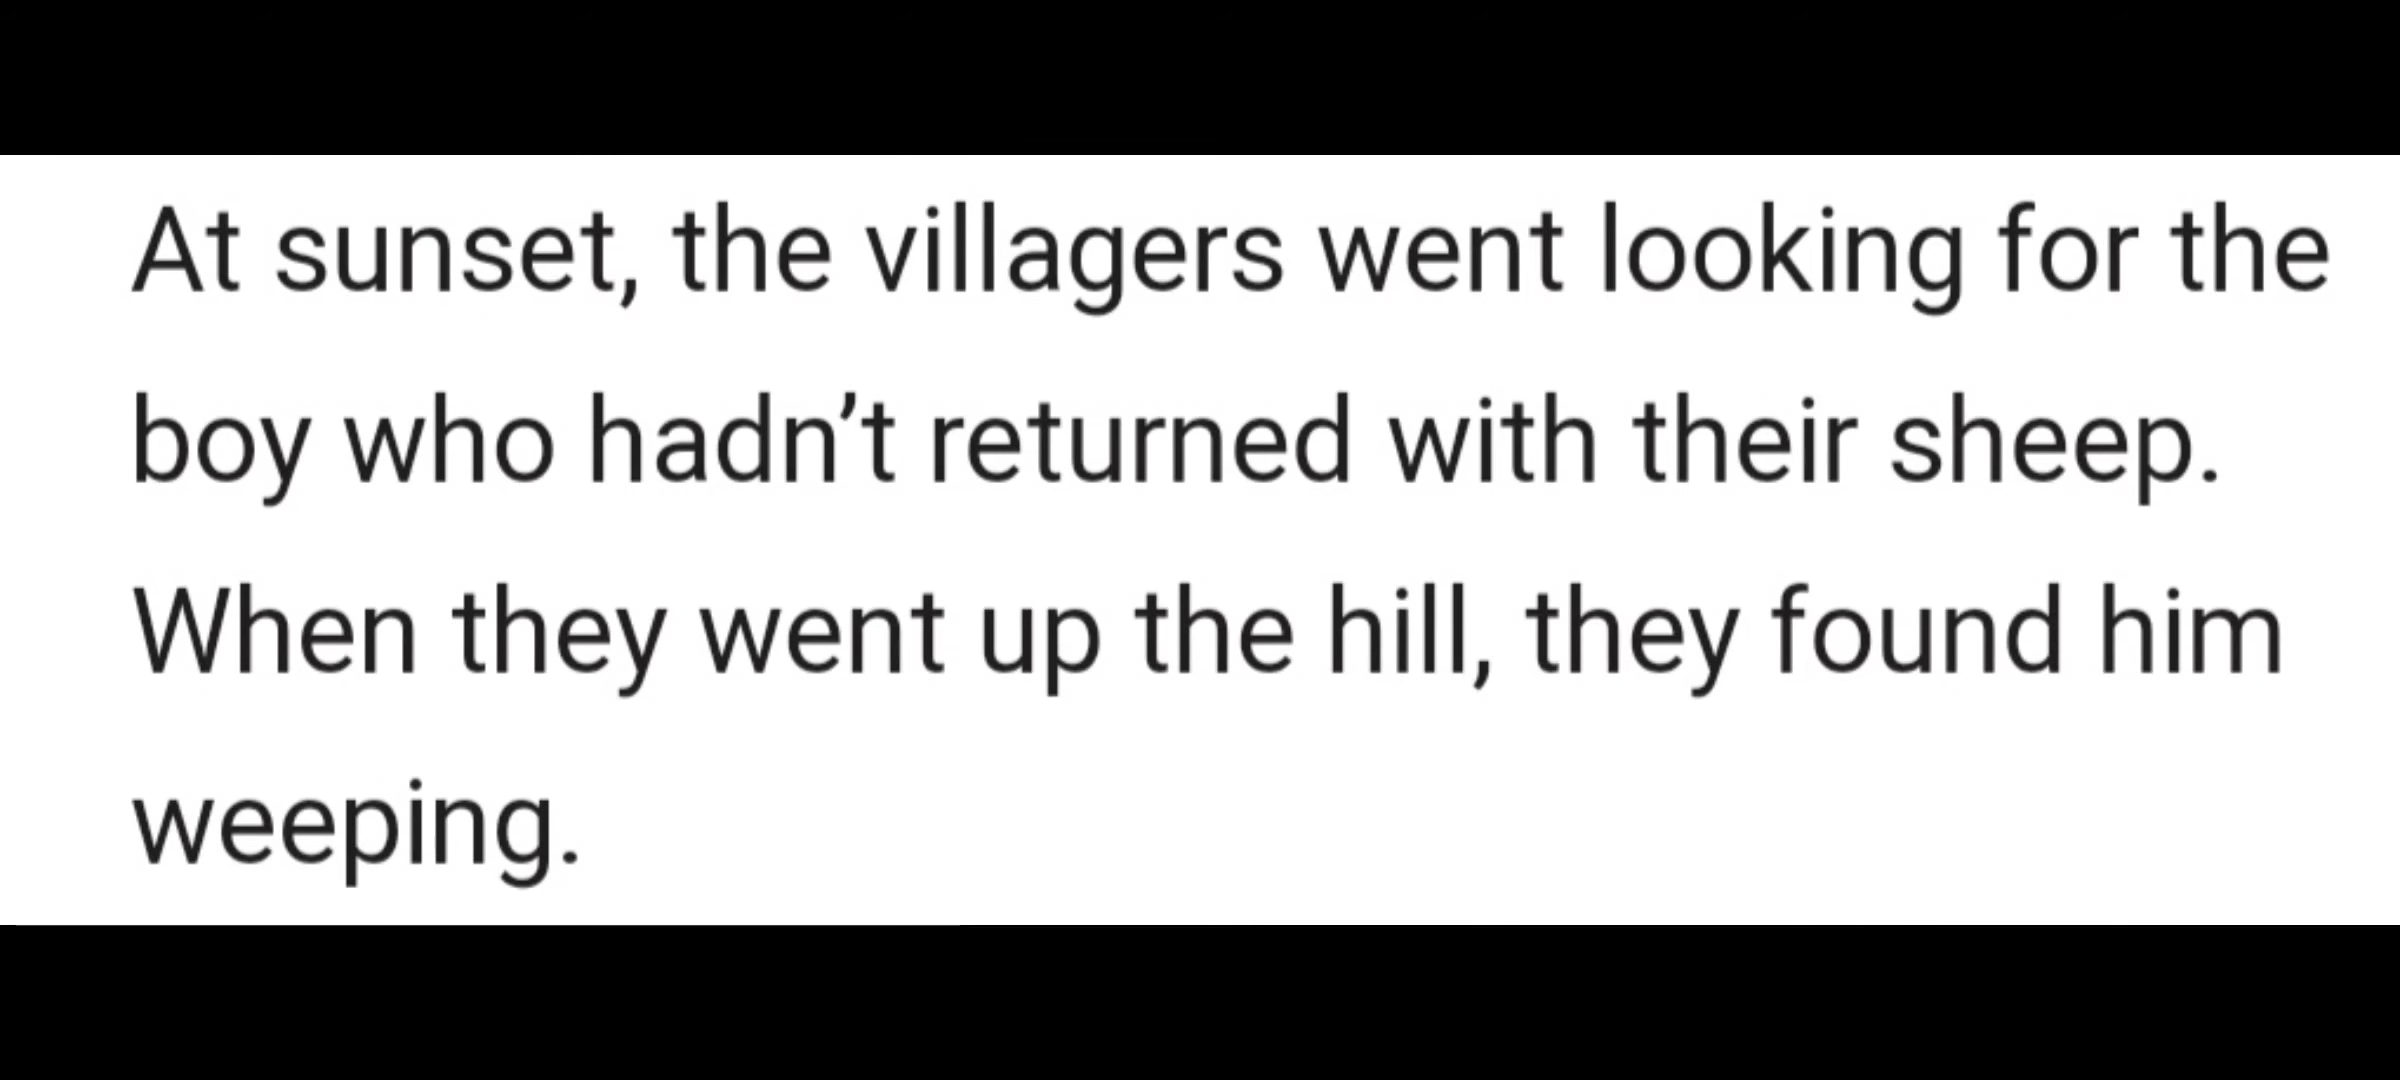 At sunset, the villagers went looking for the
boy who hadn’t returned with their sheep.
When they went up the hill, they found him
weeping.